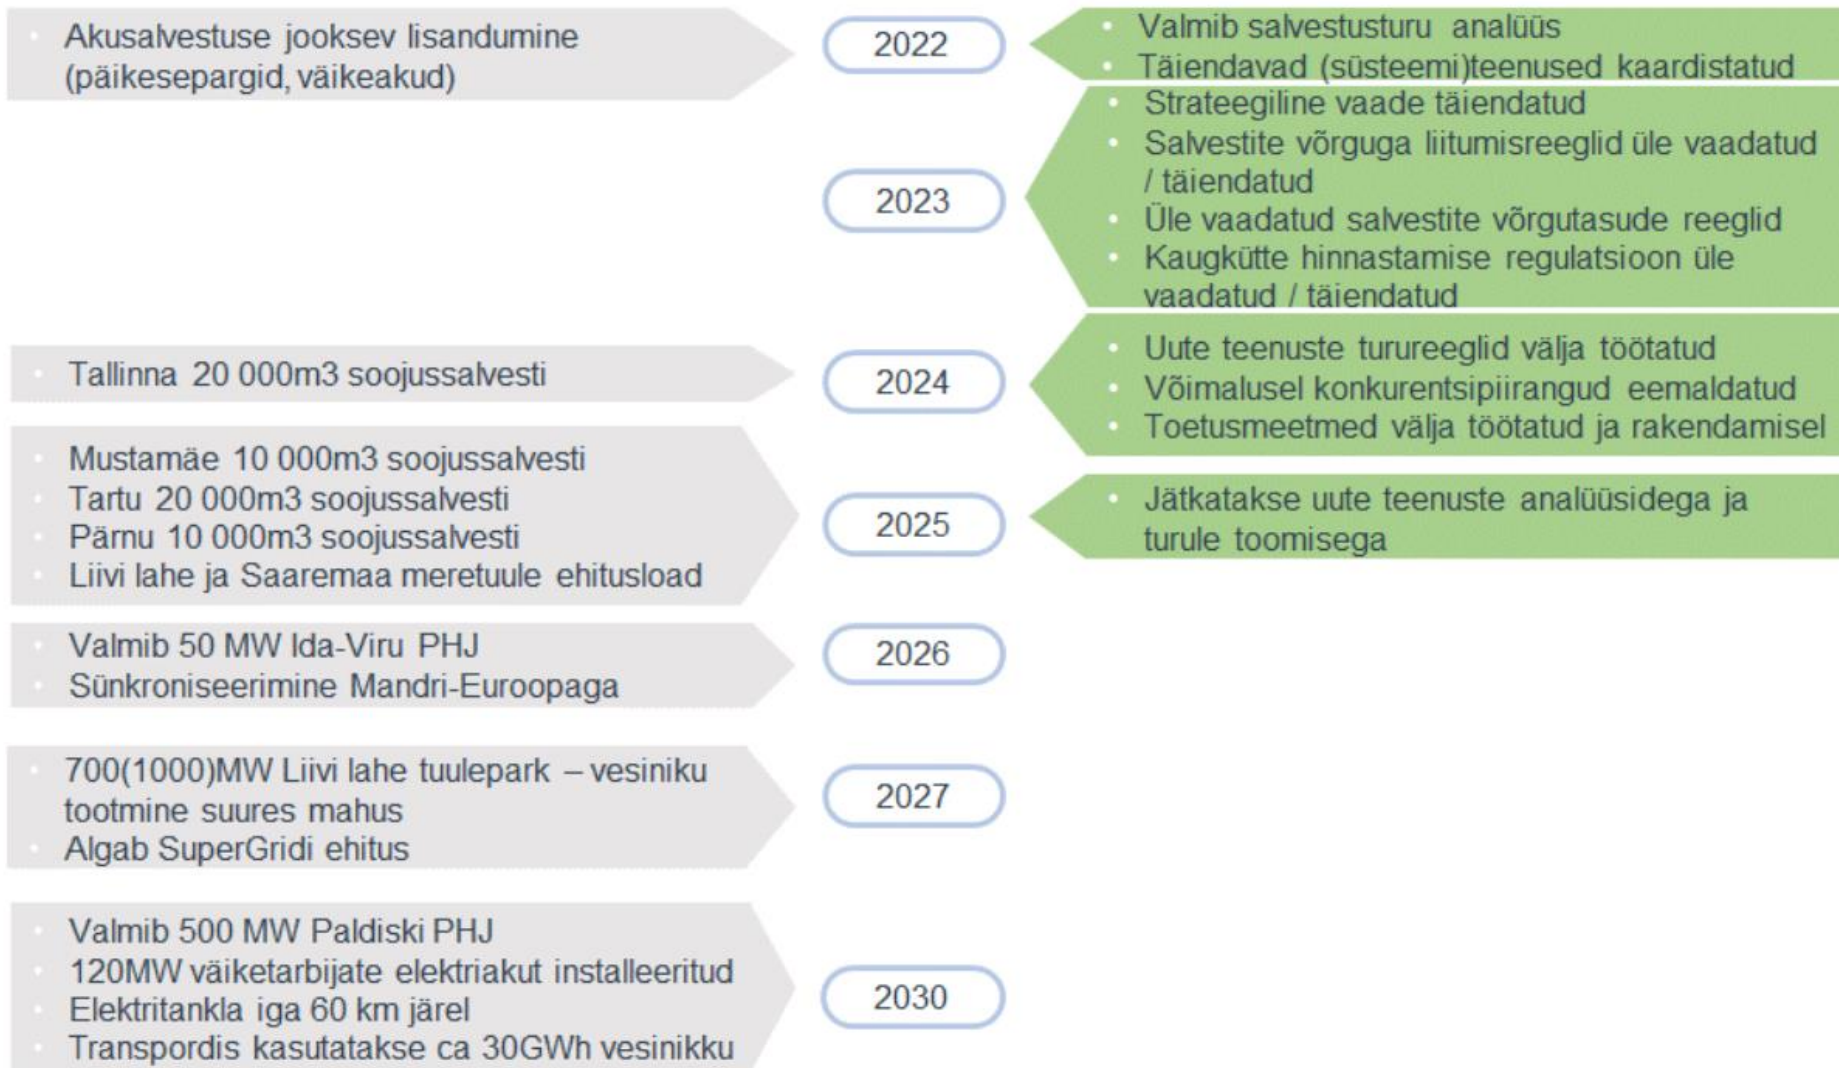 Akusalvestuse jooksev lisandumine
(päikesepargid, väikeakud)
2022
Valmib salvestusturu analüüs
Täiendavad (süsteemi)teenused kaardistatud
2023
Strateegiline vaade täiendatud
Salvestite võrguga liitumisreeglid üle vaadatud
/ täiendatud
Üle vaadatud salvestite võrgutasude reeglid
Kaugkütte hinnastamise regulatsioon üle
vaadatud / täiendatud
Tallinna 20 000m3 soojussalvesti
2024
Uute teenuste turureeglid välja töötatud
Võimalusel konkurentsipiirangud eemaldatud
Toetusmeetmed välja töötatud ja rakendamisel
Mustamäe 10 000m3 soojussalvesti
Tartu 20 000m3 soojussalvesti
Pärnu 10 000m3 soojussalvesti
Liivi lahe ja Saaremaa meretuule ehitusload
2025
Jätkatakse uute teenuste analüüsidega ja
turule toomisega
Valmib 50 MW Ida-Viru PHJ
Sünkroniseerimine Mandri-Euroopaga
2026
700(1000)MW Liivi lahe tuulepark – vesiniku
tootmine suures mahus
Algab SuperGridi ehitus
2027
Valmib 500 MW Paldiski PHJ
120MW väiketarbijate elektriakut installeeritud
Elektritankla iga 60 km järel
Transpordis kasutatakse ca 30GWh vesinikku
2030